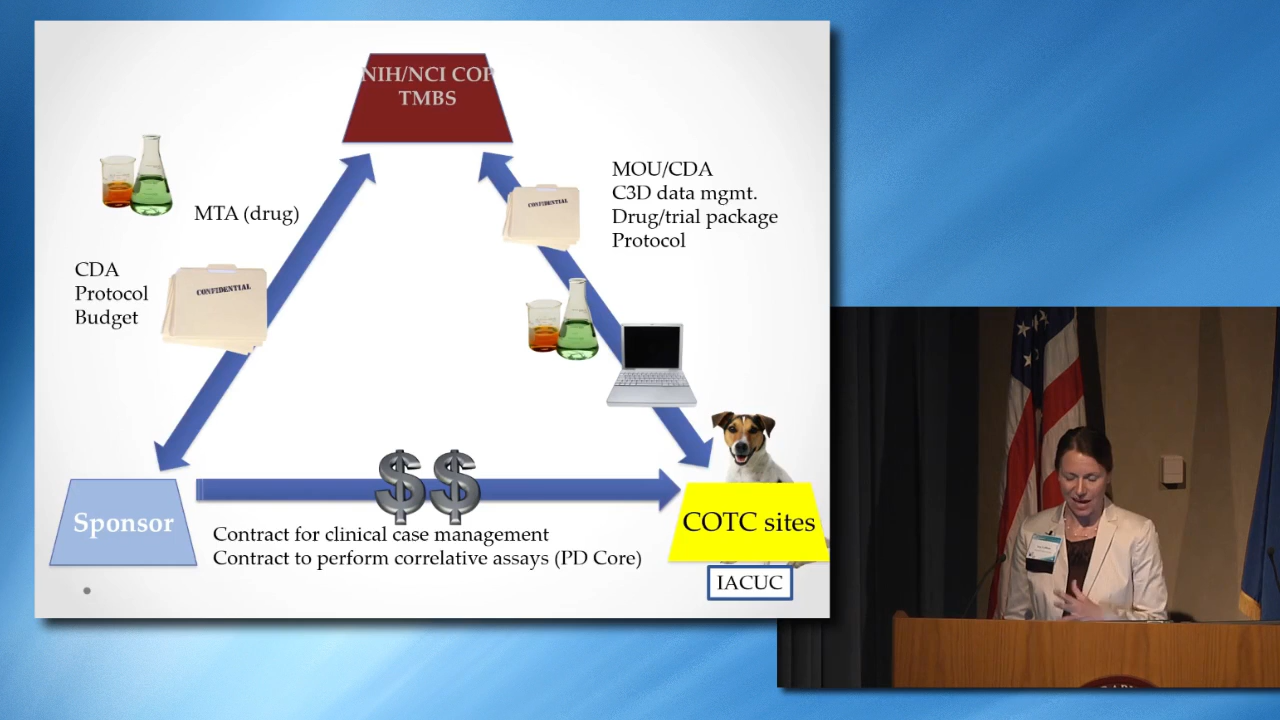 NIH/NCI COP
TMBS
MTA (drug)
CDA
Protocol
Budget
CONFIDENTIAL
MOU/CDA
C3D data mgmt.
Drug/trial package
Protocol
CONFIDENTIAL
$$
Sponsor
Contract for clinical case management
Contract to perform correlative assays (PD Core)
COTC sites
IACUC